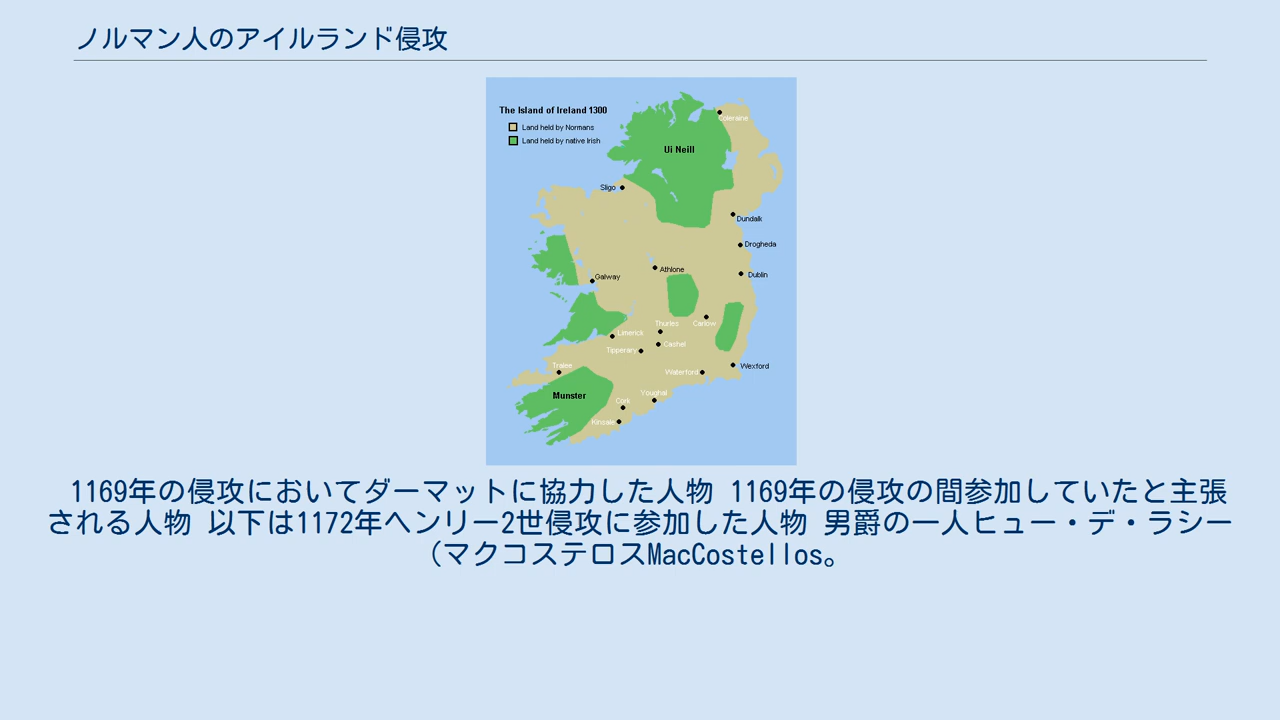 ノルマン人のアイルランド侵攻
The Island of Ireland 1300
Land held by Normans
Land held by native Irish
Coleraine
Ui Neill
Sligo
Dundalk
Drogheda
Galway
Athlone
Dublin
Limerick
Thurles
Carlow
Tipperary
Cashel
Tralee
Waterford
Wexford
Munster
Cork
Youghal
Kinsale
1169年の侵攻においてダーマットに協力した人物 1169年の侵攻の間参加していたと主張
される人物 以下は1172年ヘンリー2世侵攻に参加した人物 男爵の一人ヒュー・デ・ラシー
(マクコステロスMacCostellos。